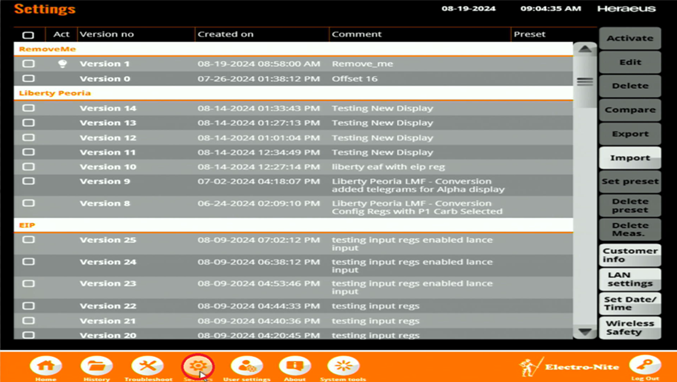 Settings
08-19-2024 09:04:35 AM Heraeus
Act Version no Created on Comment Preset
RemoveMe
Version 1 08-19-2024 08:58:00 AM Remove_me
Version 0 07-26-2024 01:38:12 PM Offset 16
Liberty Peoria
Version 14 08-14-2024 01:33:43 PM Testing New Display
Version 13 08-14-2024 01:27:13 PM Testing New Display
Version 12 08-14-2024 01:01:04 PM Testing New Display
Version 11 08-14-2024 12:34:49 PM Testing New Display
Version 10 08-14-2024 12:27:14 PM liberty eaf with eip reg
Version 9 07-02-2024 04:18:07 PM Liberty Peoria LMF - Conversion
added telegrams for Alpha display
Version 8 06-24-2024 02:09:10 PM Liberty Peoria LMF - Conversion
Config Regs with P1 Carb Selected
EIP
Version 25 08-09-2024 07:02:12 PM testing input regs enabled lance
input
Version 24 08-09-2024 06:38:12 PM testing input regs enabled lance
input
Version 23 08-09-2024 04:53:46 PM testing input regs enabled lance
input
Version 22 08-09-2024 04:44:33 PM testing input regs
Version 21 08-09-2024 04:40:36 PM testing input regs
Version 20 08-09-2024 04:20:45 PM testing input regs
Activate
Edit
Delete
Compare
Export
Import
Set preset
Delete
preset
Delete
Meas.
Customer
info
LAN
settings
Set Date/
Time
Wireless
Safety
Home History Troubleshoot Settings User settings About System tools Electro-Nite Log Out